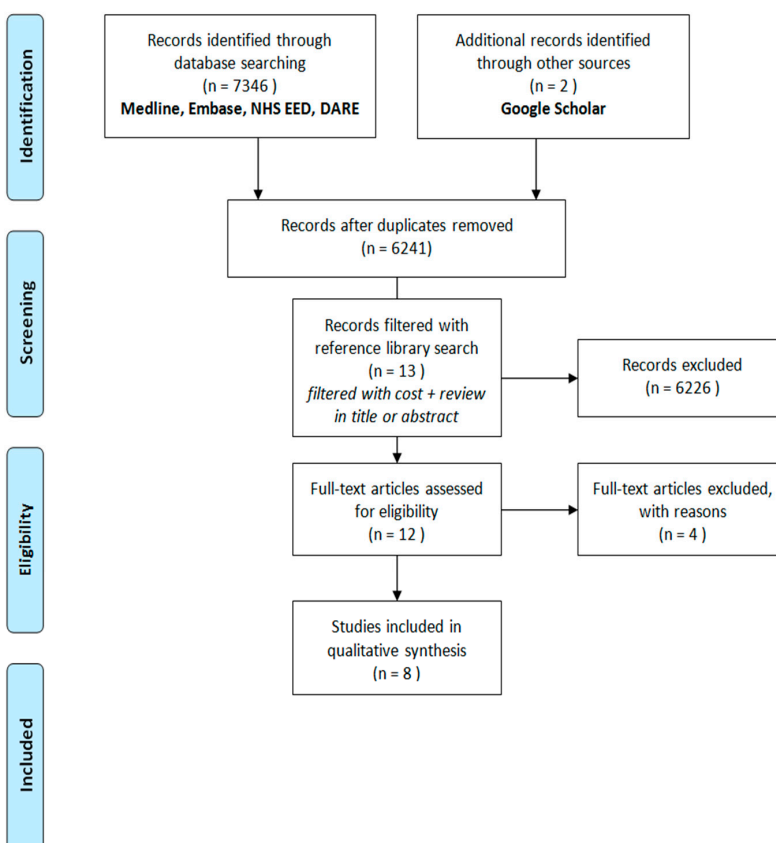 Identification
Records identified through
database searching
(n = 7346 )
Medline, Embase, NHS EED, DARE
Additional records identified
through other sources
(n = 2 )
Google Scholar
Records after duplicates removed
(n = 6241)
Screening
Records filtered with
reference library search
(n = 13 )
filtered with cost + review
in title or abstract
Records excluded
(n = 6226 )
Eligibility
Full-text articles assessed
for eligibility
(n = 12 )
Full-text articles excluded,
with reasons
(n = 4 )
Studies included in
qualitative synthesis
(n = 8 )
Included